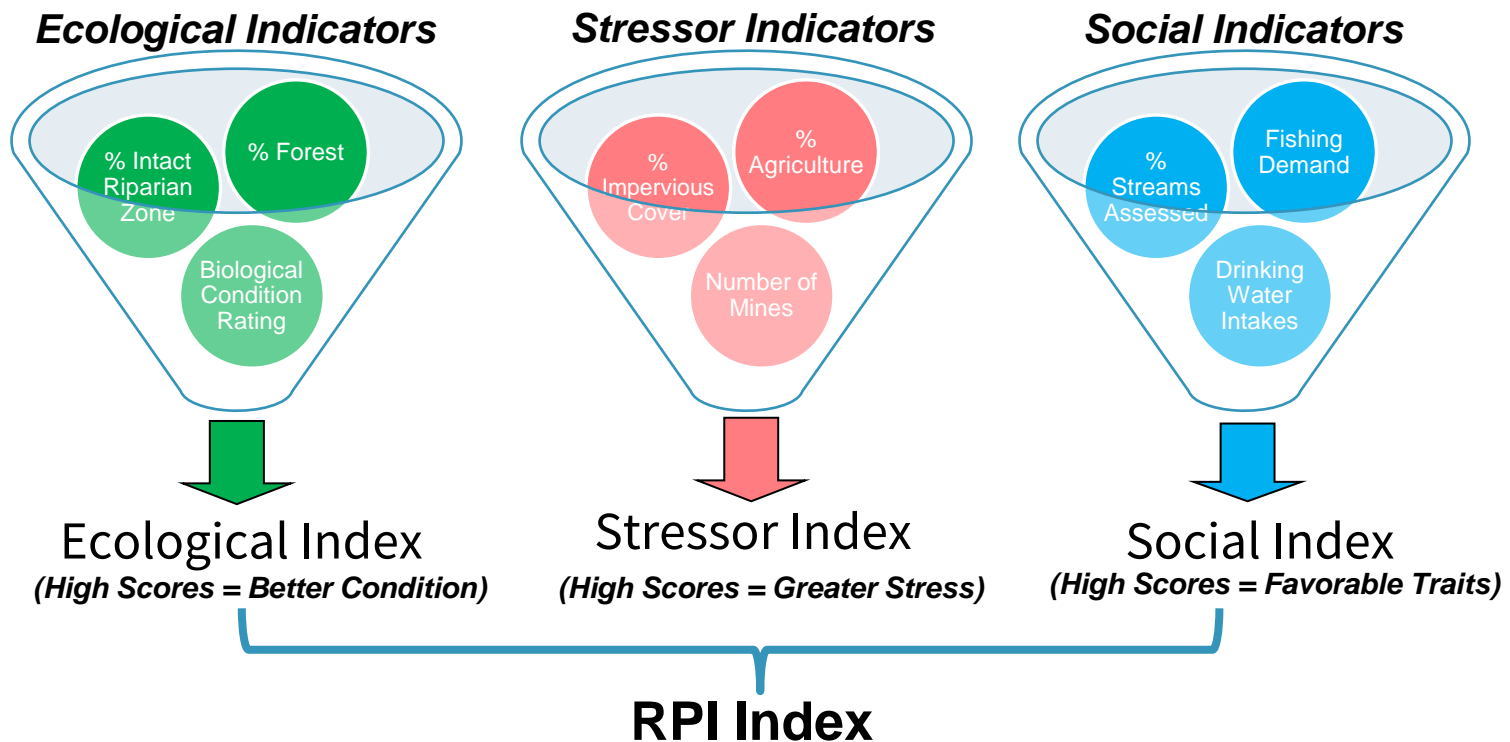 Ecological Indicators
% Intact
Riparian
Zone
% Forest
Biological
Condition
Rating
Ecological Index
(High Scores = Better Condition)
Stressor Indicators
%
Impervious
Cover
%
Agriculture
Number of
Mines
Stressor Index
(High Scores = Greater Stress)
Social Indicators
%
Streams
Assessed
Fishing
Demand
Drinking
Water
Intakes
Social Index
(High Scores = Favorable Traits)
RPI Index